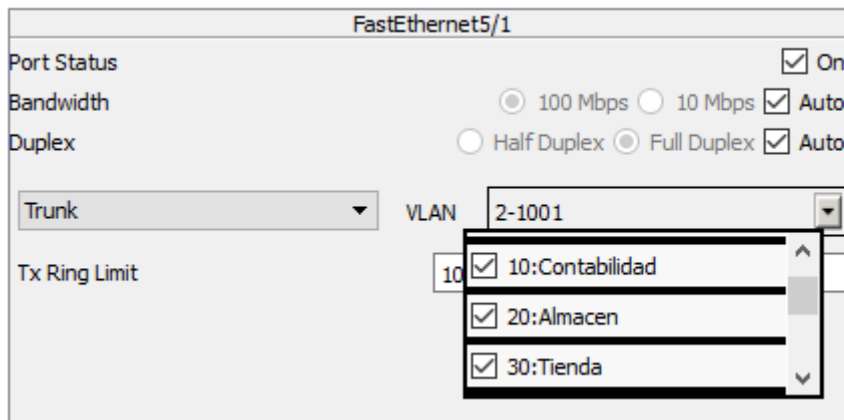 FastEthernet5/1
Port Status On
Bandwidth 100 Mbps 10 Mbps Auto
Duplex Half Duplex Full Duplex Auto
Trunk VLAN 2-1001
Tx Ring Limit 10
10:Contabilidad
20:Almacen
30:Tienda